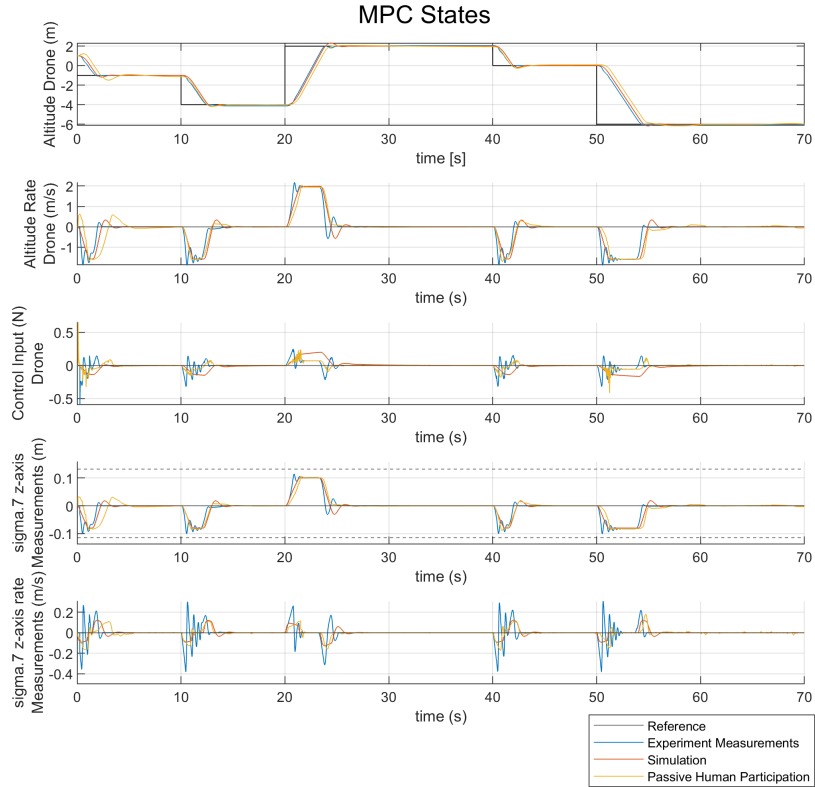 MPC States
Altitude Drone (m)
2
0
-2
-4
-6
0 10 20 30 40 50 60 70
time [s]
Altitude Rate
Drone (m/s)
2
1
0
-1
0 10 20 30 40 50 60 70
time (s)
Control Input (N)
Drone
0.5
0
-0.5
0 10 20 30 40 50 60 70
time (s)
sigma.7 z-axis
Measurements (m)
0.1
0
-0.1
0 10 20 30 40 50 60 70
time (s)
sigma.7 z-axis rate
Measurements (m/s)
0.2
0
-0.2
-0.4
0 10 20 30 40 50 60 70
time (s)
Reference
Experiment Measurements
Simulation
Passive Human Participation